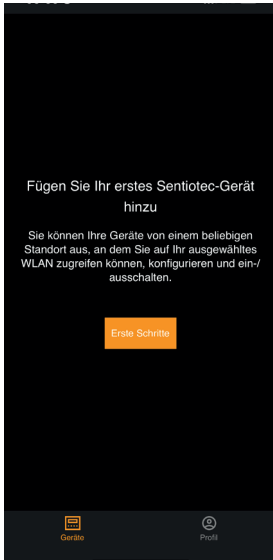 Fügen Sie Ihr erstes Sentiotec-Gerät
hinzu
Sie können Ihre Geräte von einem beliebigen
Standort aus, an dem Sie auf Ihr ausgewähltes
WLAN zugreifen können, konfigurieren und ein-/
ausschalten.
Erste Schritte
Geräte
Profil